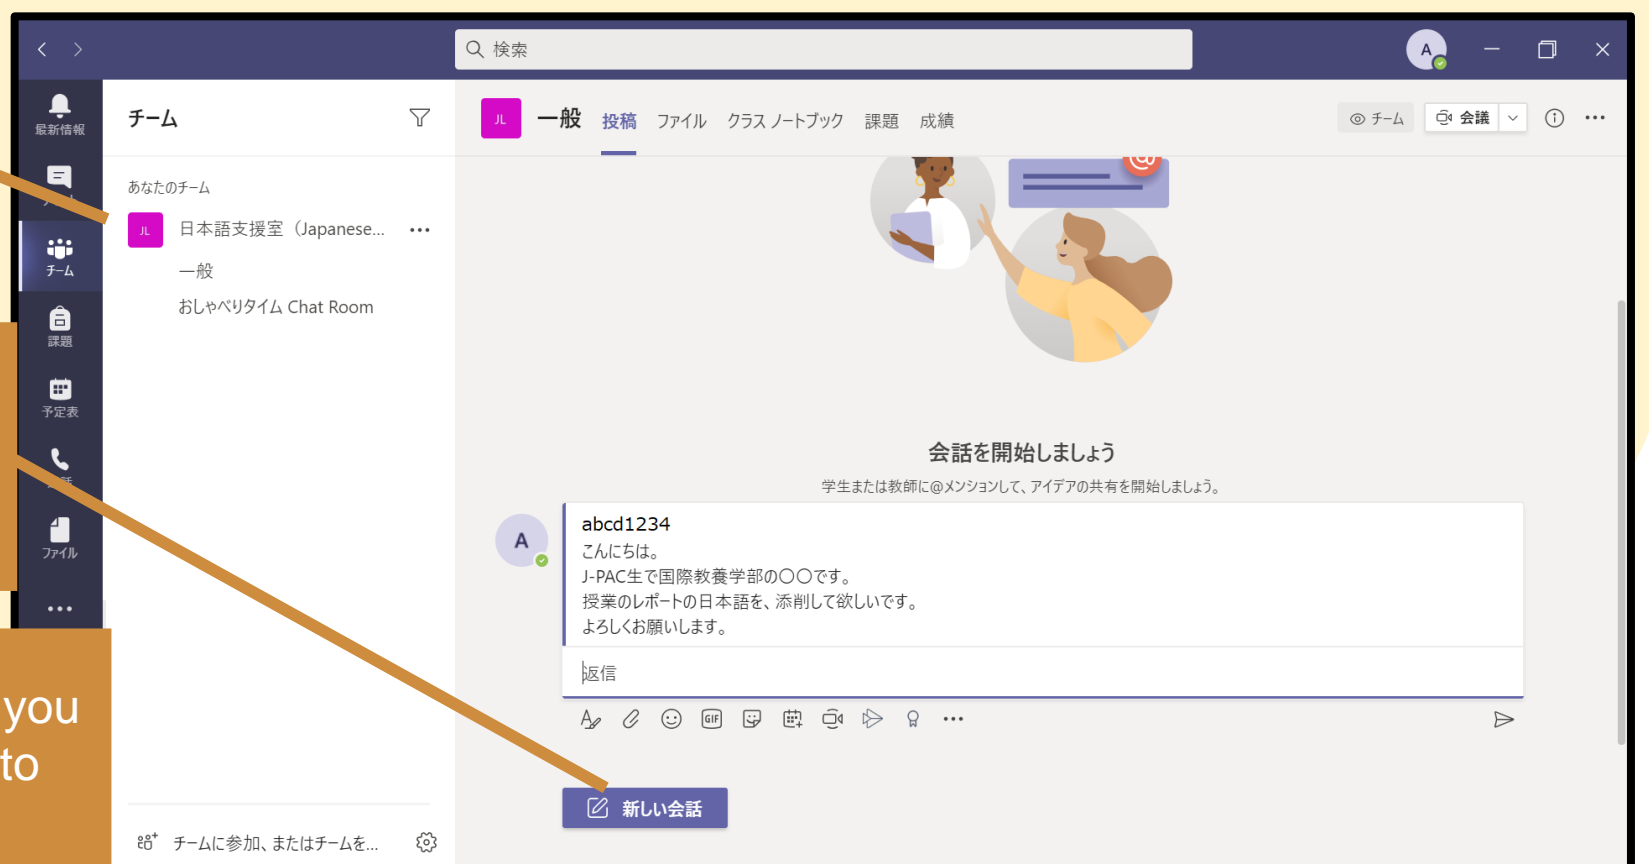 検索
A
最新情報
チーム
課題
予定表
ファイル
チーム
あなたのチーム
JL
日本語支援室（Japanese...
一般
おしゃべりタイム Chat Room
チームに参加、またはチームを...
JL
一般
投稿
ファイル
クラス ノートブック
課題
成績
チーム
会議
@
会話を開始しましょう
学生または教師に@メンションして、アイデアの共有を開始しましょう。
A
abcd1234
こんにちは。
J-PAC生で国際教養学部の〇〇です。
授業のレポートの日本語を、添削して欲しいです。
よろしくお願いします。
返信
GIF
新しい会話
you
to